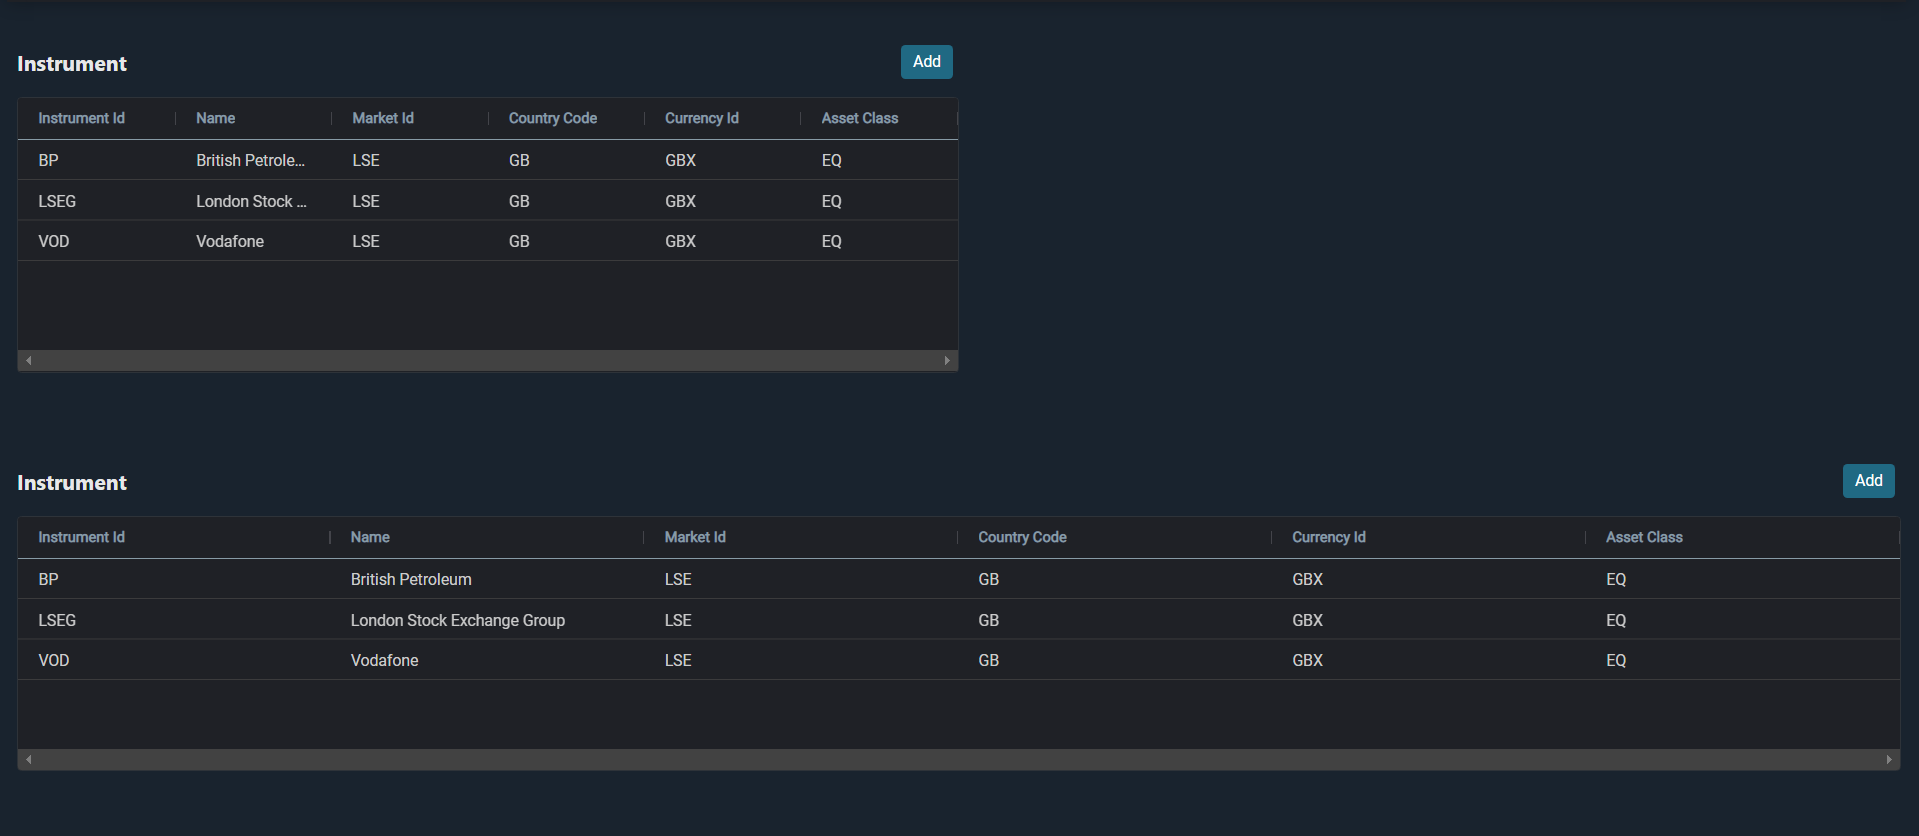 Instrument Add
Instrument Id Name Market Id Country Code Currency Id Asset Class
BP British Petrole... LSE GB GBX EQ
LSEG London Stock ... LSE GB GBX EQ
VOD Vodafone LSE GB GBX EQ
Instrument Add
Instrument Id Name Market Id Country Code Currency Id Asset Class
BP British Petroleum LSE GB GBX EQ
LSEG London Stock Exchange Group LSE GB GBX EQ
VOD Vodafone LSE GB GBX EQ